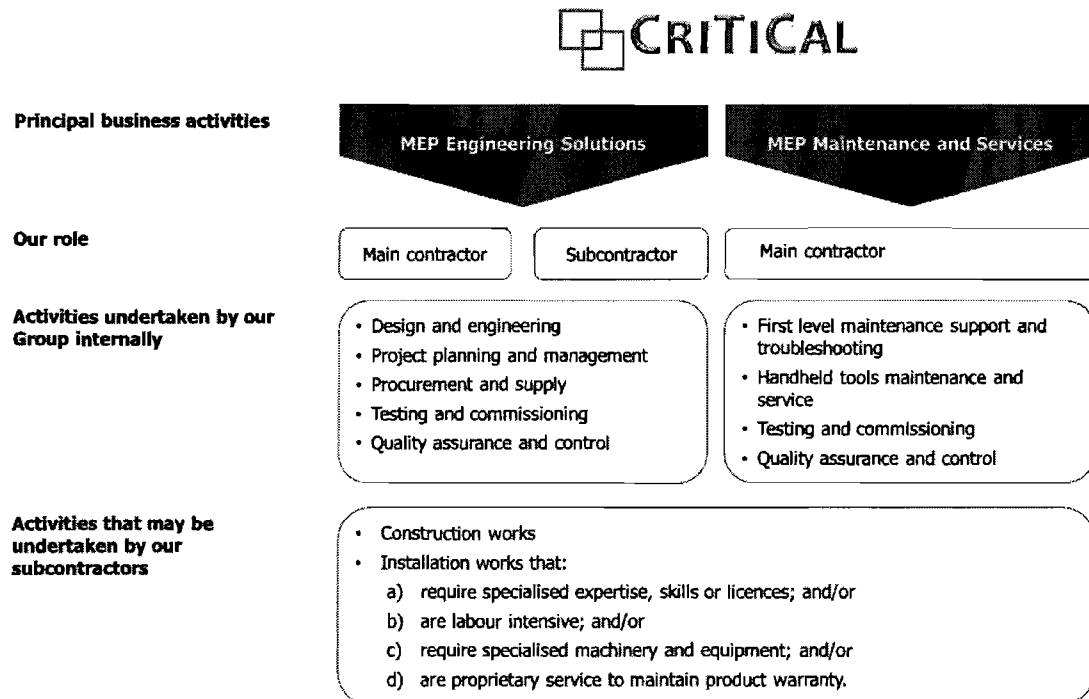 CRITICAL
Principal business activities
MEP Engineering Solutions
MEP Maintenance and Services
Our role
Main contractor
Subcontractor
Main contractor
Activities undertaken by our
Group internally
• Design and engineering
• Project planning and management
• Procurement and supply
• Testing and commissioning
• Quality assurance and control
• First level maintenance support and
troubleshooting
• Handheld tools maintenance and
service
• Testing and commissioning
• Quality assurance and control
Activities that may be
undertaken by our
subcontractors
• Construction works
• Installation works that:
a) require specialised expertise, skills or licences; and/or
b) are labour intensive; and/or
c) require specialised machinery and equipment; and/or
d) are proprietary service to maintain product warranty.